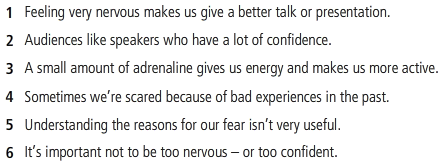 1 Feeling very nervous makes us give a better talk or presentation.
2 Audiences like speakers who have a lot of confidence.
3 A small amount of adrenaline gives us energy and makes us more active.
4 Sometimes we're scared because of bad experiences in the past.
5 Understanding the reasons for our fear isn't very useful.
6 It's important not to be too nervous – or too confident.